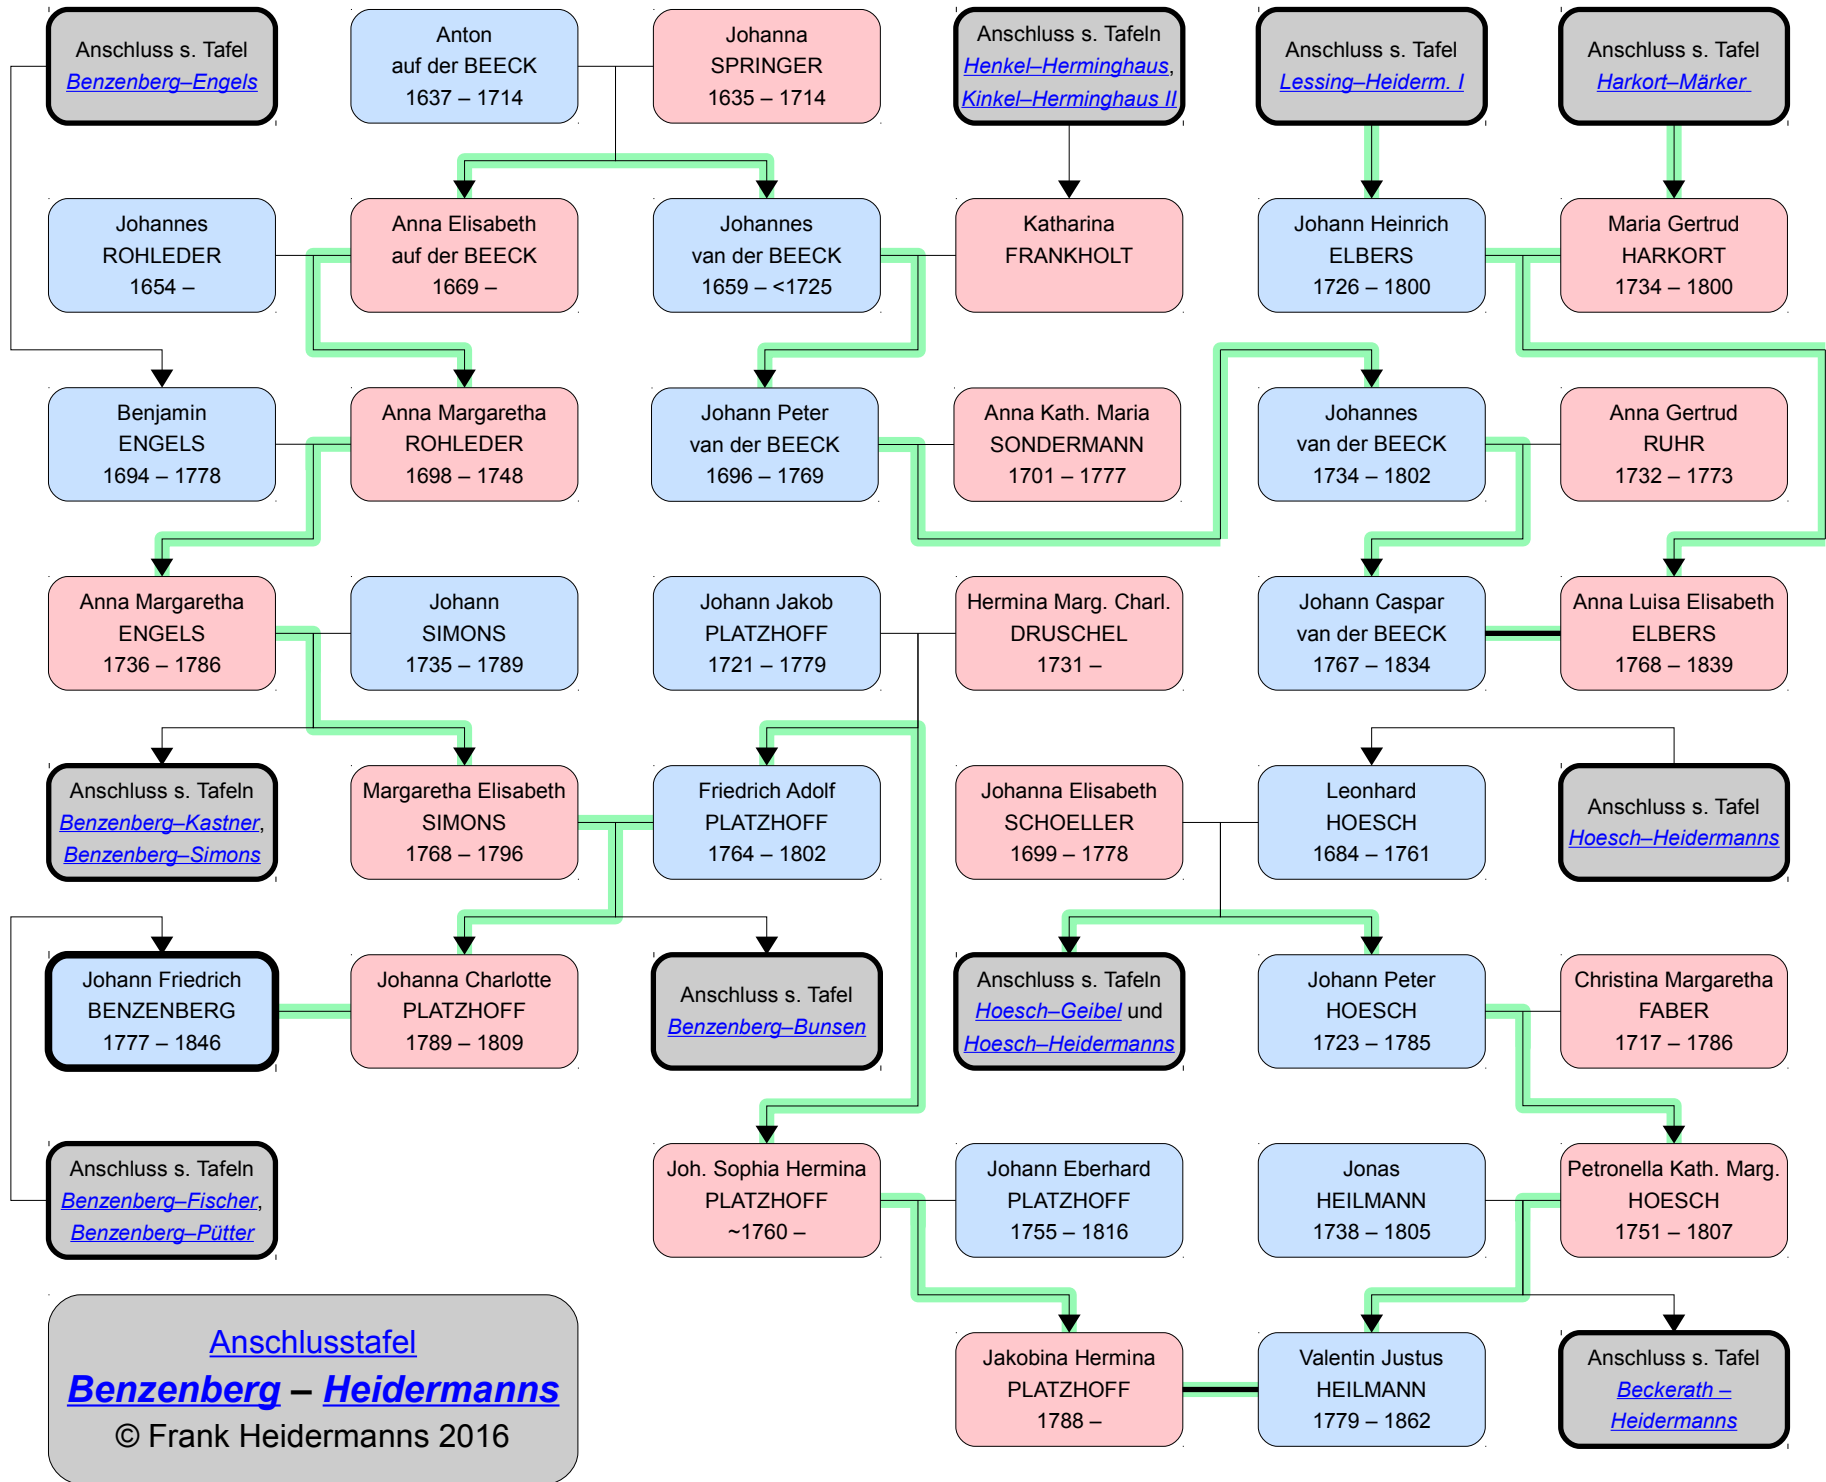 Anschluss s. Tafel
Benzenberg–Engels
Anton
auf der BEECK
1637 – 1714
Johanna
SPRINGER
1635 – 1714
Anschluss s. Tafeln
Henkel–Herminghaus,
Kinkel–Herminghaus II
Anschluss s. Tafel
Lessing–Heiderm. I
Anschluss s. Tafel
Harkort–Märker
Johannes
ROHLEDER
1654 –
Anna Elisabeth
auf der BEECK
1669 –
Johannes
van der BEECK
1659 – <1725
Katharina
FRANKHOLT
Johann Heinrich
ELBERS
1726 – 1800
Maria Gertrud
HARKORT
1734 – 1800
Benjamin
ENGELS
1694 – 1778
Anna Margaretha
ROHLEDER
1698 – 1748
Johann Peter
van der BEECK
1696 – 1769
Anna Kath. Maria
SONDERMANN
1701 – 1777
Johannes
van der BEECK
1734 – 1802
Anna Gertrud
RUHR
1732 – 1773
Anna Margaretha
ENGELS
1736 – 1786
Johann
SIMONS
1735 – 1789
Johann Jakob
PLATZHOFF
1721 – 1779
Hermina Marg. Charl.
DRUSCHEL
1731 –
Johann Caspar
van der BEECK
1767 – 1834
Anna Luisa Elisabeth
ELBERS
1768 – 1839
Anschluss s. Tafeln
Benzenberg–Kastner,
Benzenberg–Simons
Margaretha Elisabeth
SIMONS
1768 – 1796
Friedrich Adolf
PLATZHOFF
1764 – 1802
Johanna Elisabeth
SCHOELLER
1699 – 1778
Leonhard
HOESCH
1684 – 1761
Anschluss s. Tafel
Hoesch–Heidermanns
Johann Friedrich
BENZENBERG
1777 – 1846
Johanna Charlotte
PLATZHOFF
1789 – 1809
Anschluss s. Tafel
Benzenberg–Bunsen
Anschluss s. Tafeln
Hoesch–Geibel und
Hoesch–Heidermanns
Johann Peter
HOESCH
1723 – 1785
Christina Margaretha
FABER
1717 – 1786
Anschluss s. Tafeln
Benzenberg–Fischer,
Benzenberg–Pütter
Joh. Sophia Hermina
PLATZHOFF
~1760 –
Johann Eberhard
PLATZHOFF
1755 – 1816
Jonas
HEILMANN
1738 – 1805
Petronella Kath. Marg.
HOESCH
1751 – 1807
Anschlusstafel
Benzenberg – Heidermanns
© Frank Heidermanns 2016
Jakobina Hermina
PLATZHOFF
1788 –
Valentin Justus
HEILMANN
1779 – 1862
Anschluss s. Tafel
Beckerath –
Heidermanns